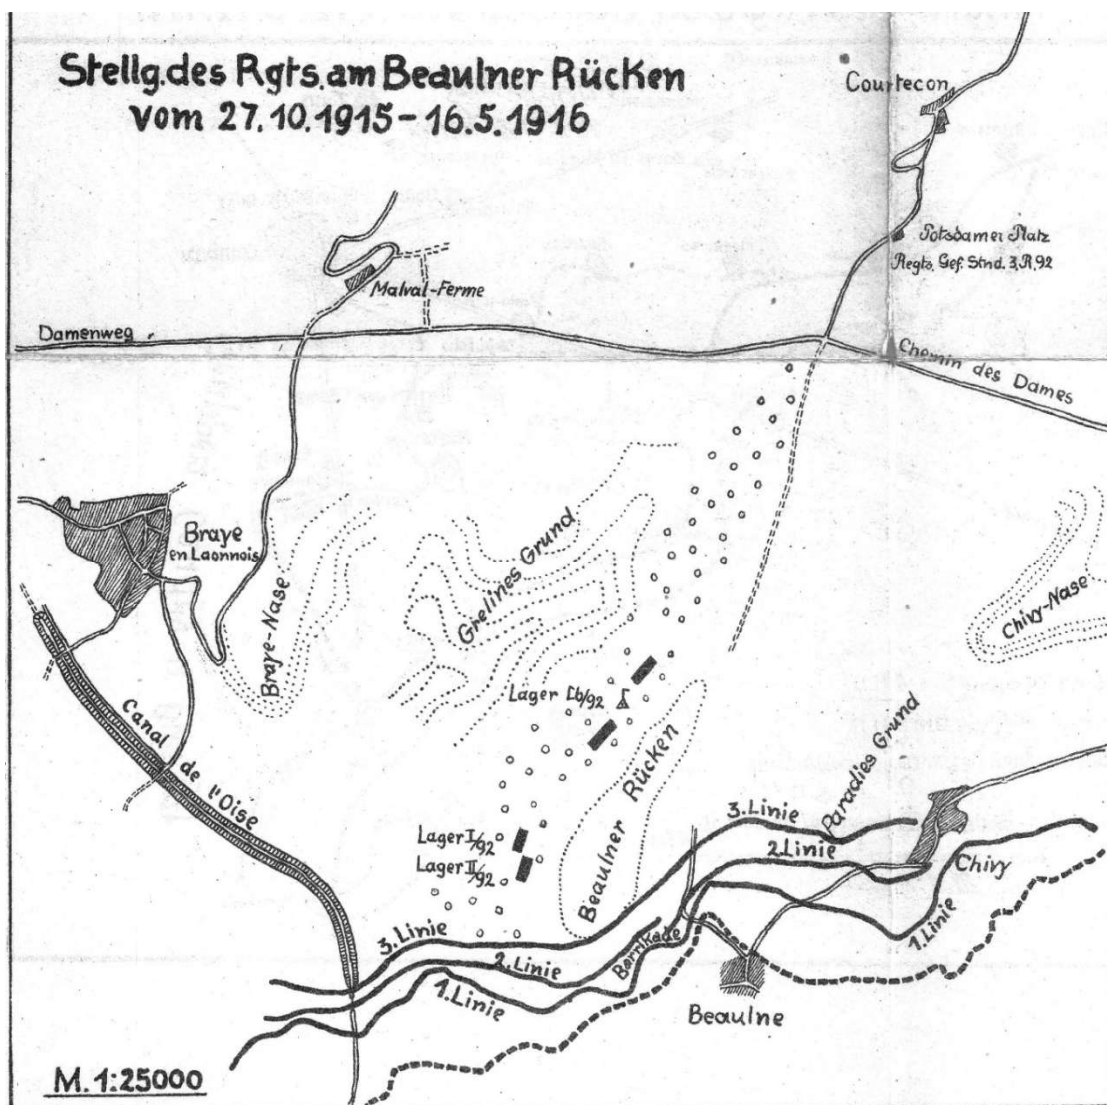 Stellg.des Rgts.am Beaulner Rücken
vom 27.10.1915-16.5.1916
Courtecon
Potsdamer Platz
Regts. Gef. Stnd. 3.R.92
Malval-Ferme
Damenweg
Chemin des Dames
Braye
en Laonnois
Braye-Nase
Grelines Grund
Chivy-Nase
Lager
/92
Beaulner Rücken
Paradies Grund
Canal de l'Oise
Lager I/92
Lager II/92
3.Linie
2.Linie
Chivy
1.Linie
3.Linie
2.Linie
1.Linie
Barrikade
Beaulne
M. 1:25000